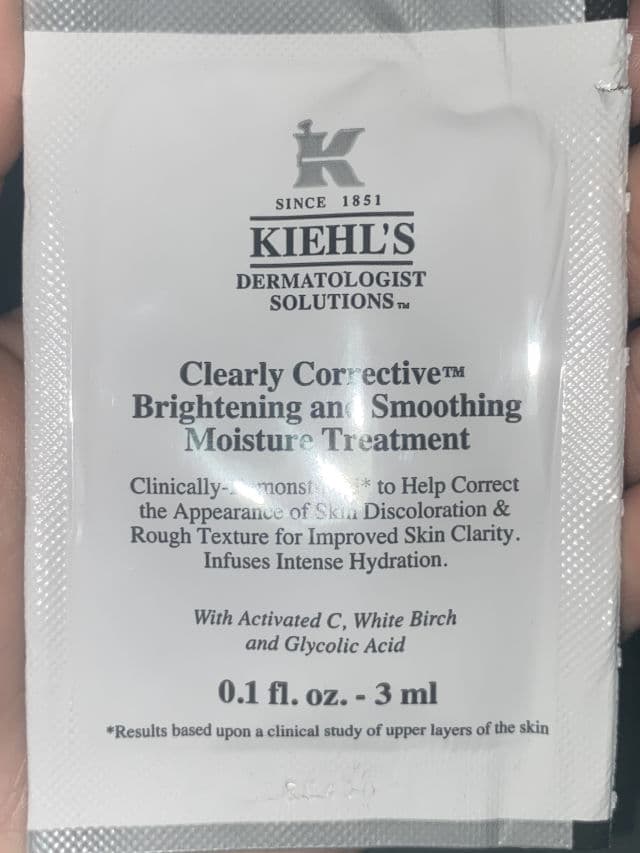 K
SINCE 1851
KIEHL'S
DERMATOLOGIST
SOLUTIONS™
Clearly Corrective™
Brightening and Smoothing
Moisture Treatment
Clinically- * to Help Correct
the Appearance of Skin Discoloration &
Rough Texture for Improved Skin Clarity.
Infuses Intense Hydration.
With Activated C, White Birch
and Glycolic Acid
0.1 fl. oz. - 3 ml
*Results based upon a clinical study of upper layers of the skin